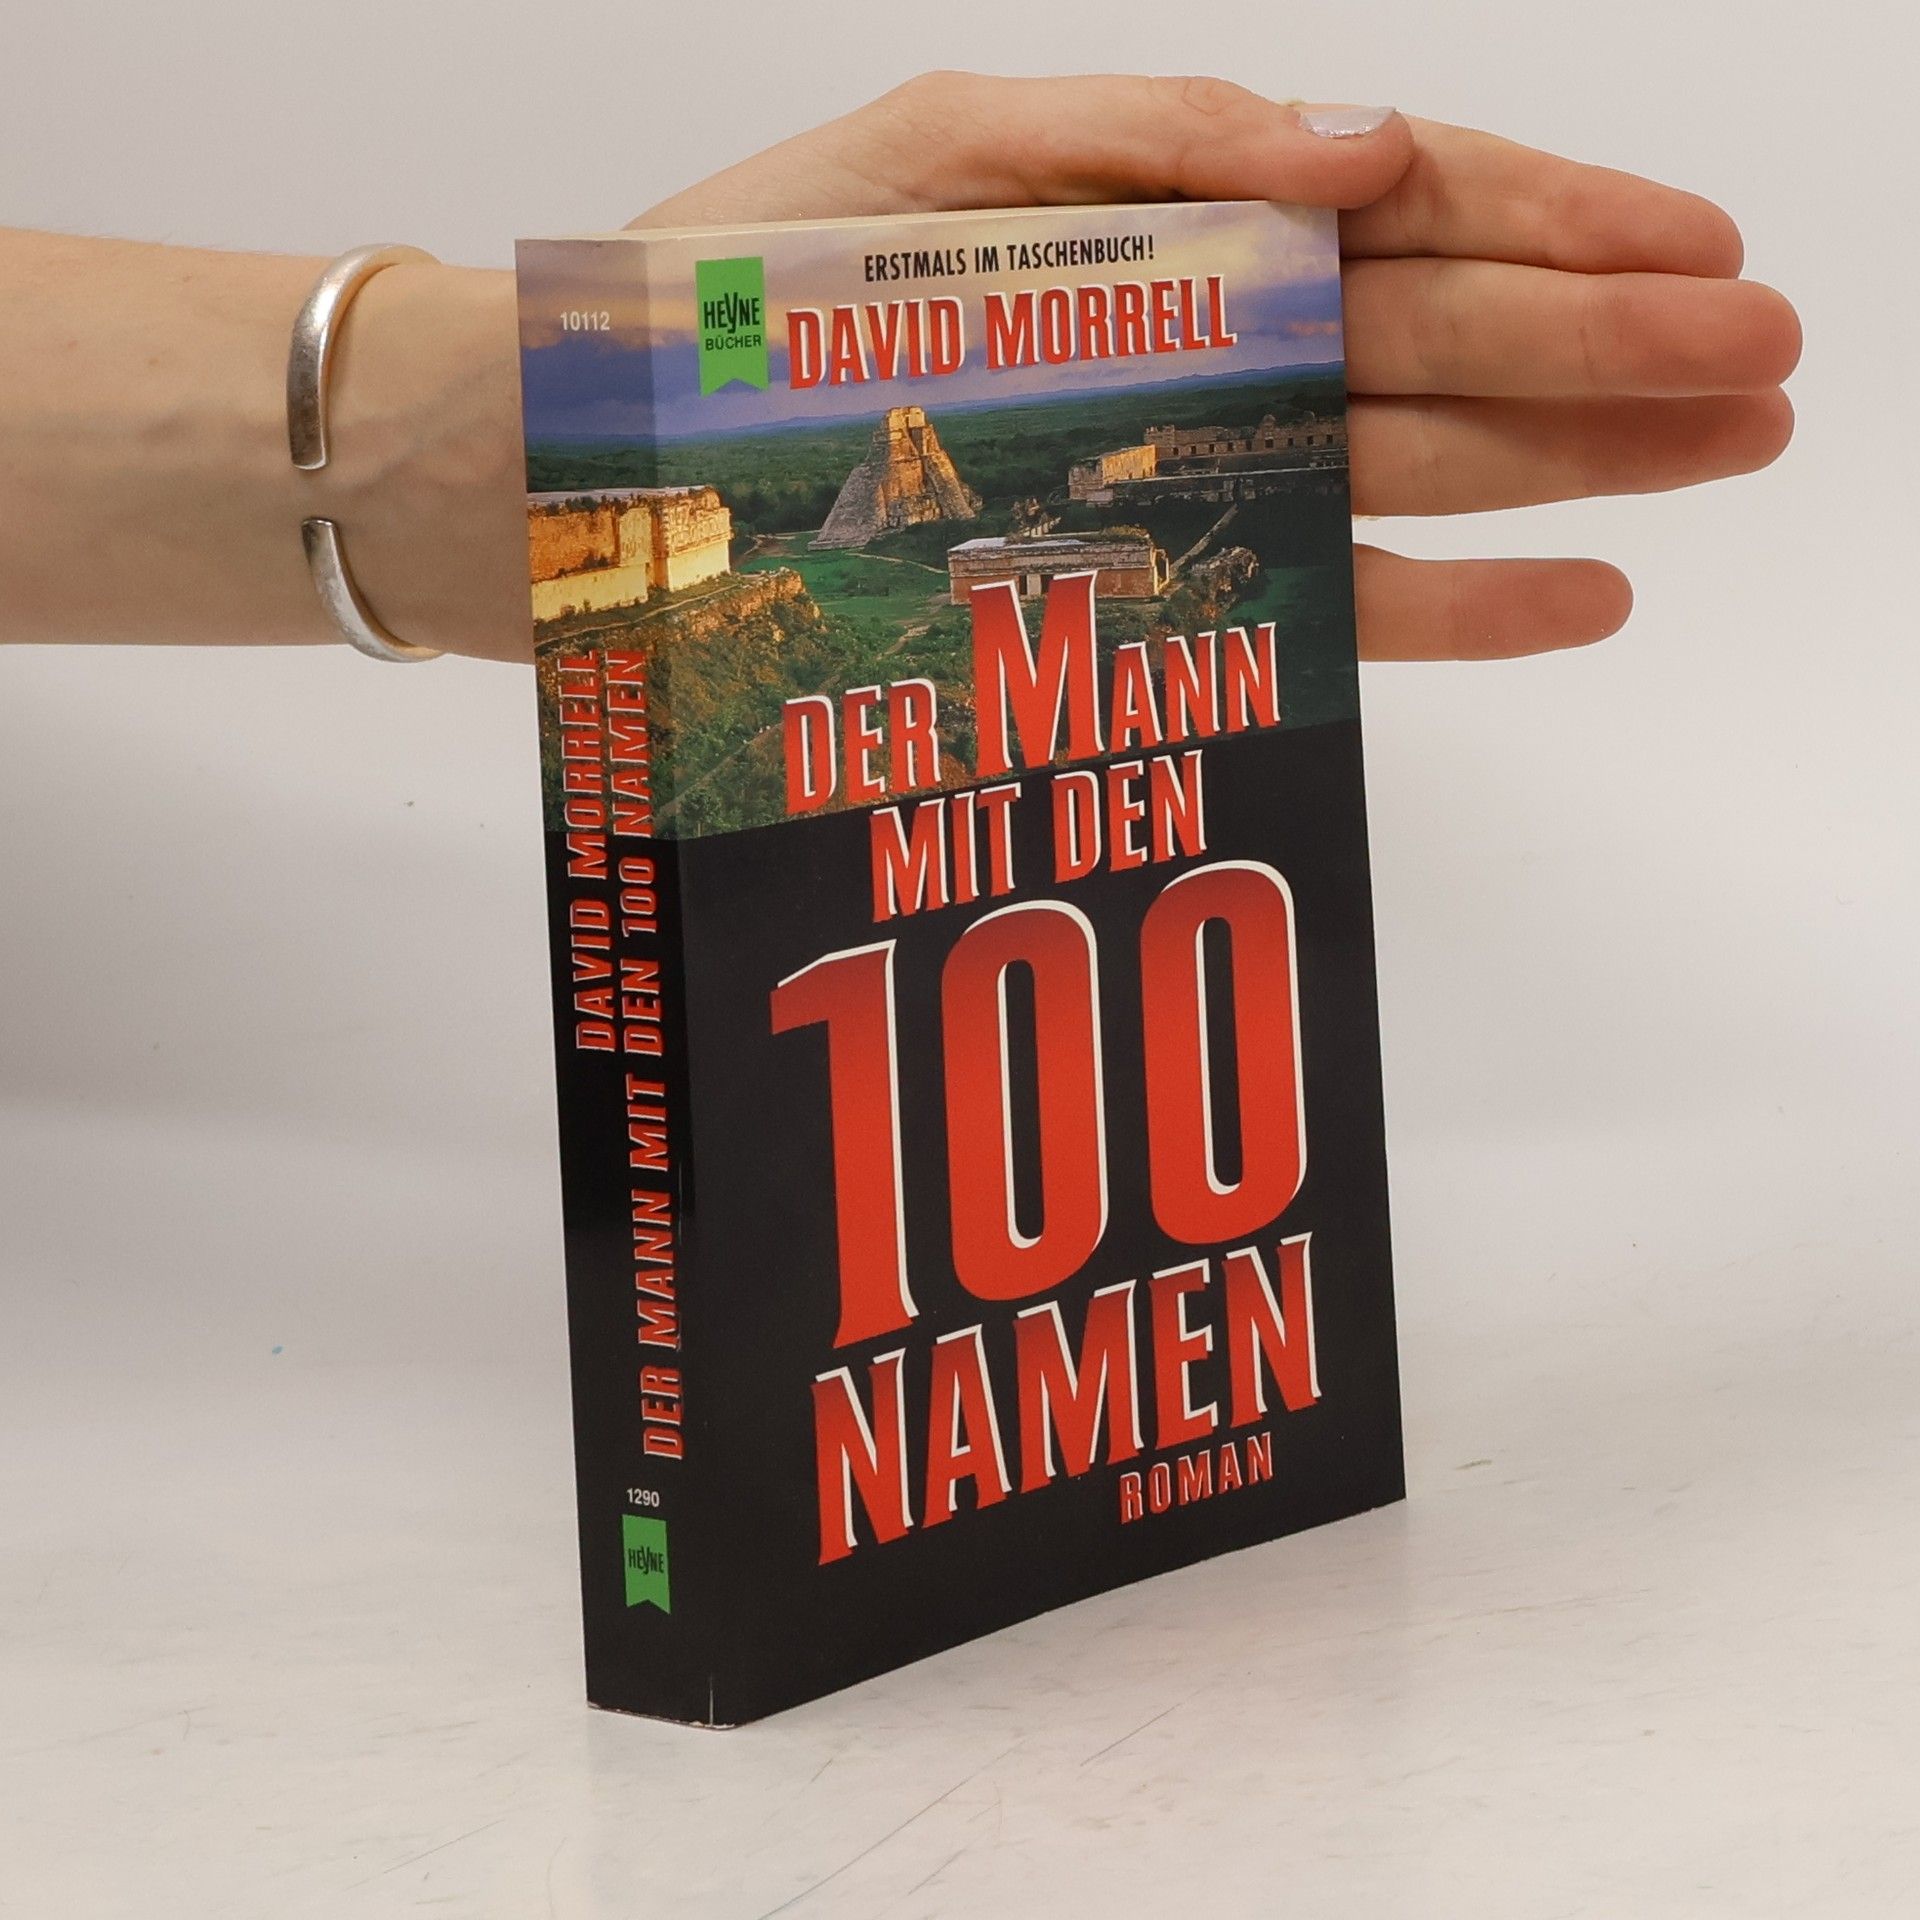 10112
DAVID MORRELL
DER MANN MIT DEN 100 NAMEN
1290
HEYNE
ERSTMALS IM TASCHENBUCH!
HEYNE
BÜCHER
DAVID MORRELL
DER MANN
MIT DEN
100
NAMEN
ROMAN